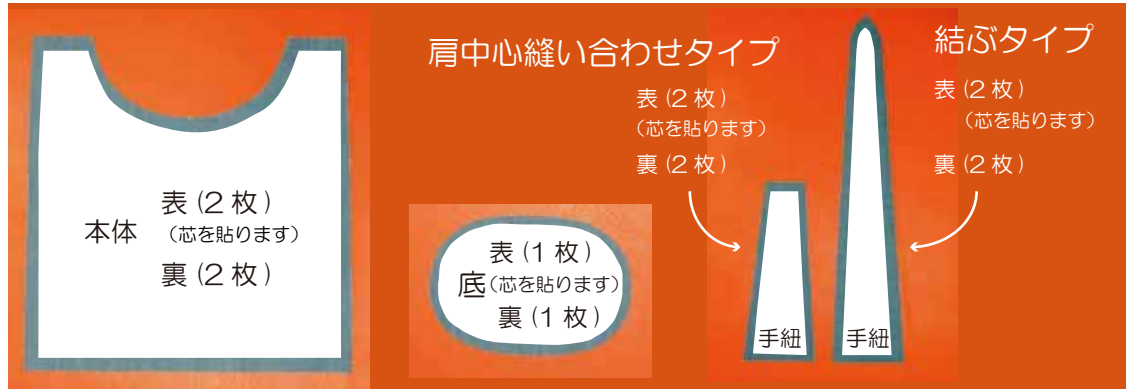 本体
表(2 枚)
(芯を貼ります)
裏(2 枚)
表(1 枚)
底(芯を貼ります)
裏(1 枚)
肩中心縫い合わせタイプ
表(2 枚)
(芯を貼ります)
裏(2 枚)
手紐
結ぶタイプ
表(2 枚)
(芯を貼ります)
裏(2 枚)
手紐